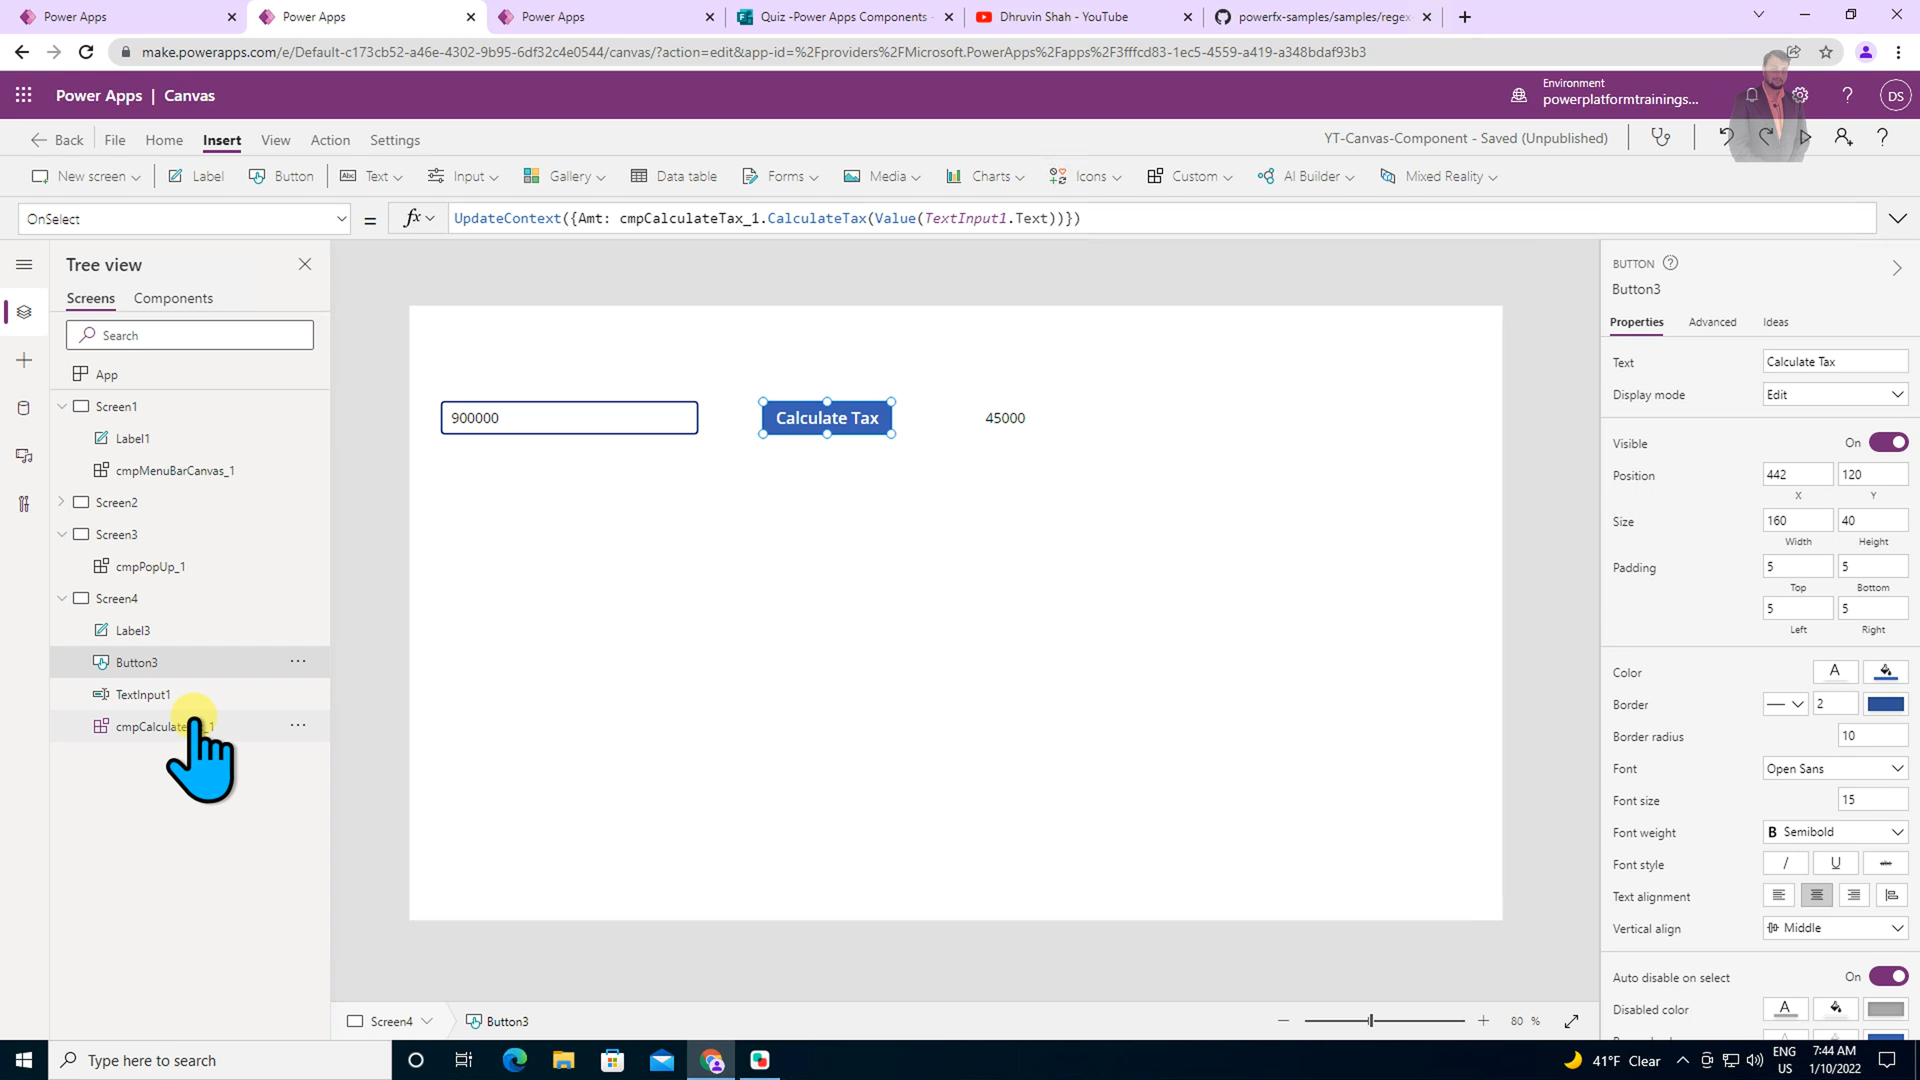 Power Apps
Power Apps
Power Apps
Quiz -Power Apps Components -
Dhruvin Shah - YouTube
powerfx-samples/samples/regex
make.powerapps.com/e/Default-c173cb52-a46e-4302-9b95-6df32c4e0544/canvas/?action=edit&app-id=%2Fproviders%2FMicrosoft.PowerApps%2Fapps%2F3fffcd83-1ec5-4559-a419-a348bdaf93b3
Power Apps | Canvas
Environment
powerplatformtrainings...
DS
Back File Home Insert View Action Settings
YT-Canvas-Component - Saved (Unpublished)
New screen Label Button Text Input Gallery Data table Forms Media Charts Icons Custom AI Builder Mixed Reality
OnSelect = fx UpdateContext({Amt: cmpCalculateTax_1.CalculateTax(Value(TextInput1.Text))})
Tree view
Screens Components
Search
App
Screen1
Label1
cmpMenuBarCanvas_1
Screen2
Screen3
cmpPopUp_1
Screen4
Label3
Button3
TextInput1
900000
Calculate Tax
45000
BUTTON
Button3
Properties Advanced Ideas
Text Calculate Tax
Display mode Edit
Visible On
Position 442 120
X Y
Size 160 40
Width Height
Padding 5 5
Top Bottom
5 5
Left Right
Color
Border 2
Border radius 10
Font Open Sans
Font size 15
Font weight B Semibold
Font style
Text alignment
Vertical align Middle
Auto disable on select On
Disabled color
Screen4 Button3
80 %
Type here to search
41°F Clear
ENG
US
7:44 AM
1/10/2022